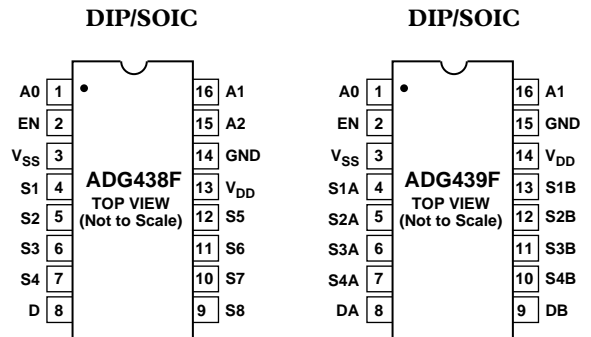 DIP/SOIC
A0 1
EN 2
VSS 3
S1 4
S2 5
S3 6
S4 7
D 8
ADG438F
TOP VIEW
(Not to Scale)
16 A1
15 A2
14 GND
13 VDD
12 S5
11 S6
10 S7
9 S8
DIP/SOIC
A0 1
EN 2
VSS 3
S1A 4
S2A 5
S3A 6
S4A 7
DA 8
ADG439F
TOP VIEW
(Not to Scale)
16 A1
15 GND
14 VDD
13 S1B
12 S2B
11 S3B
10 S4B
9 DB